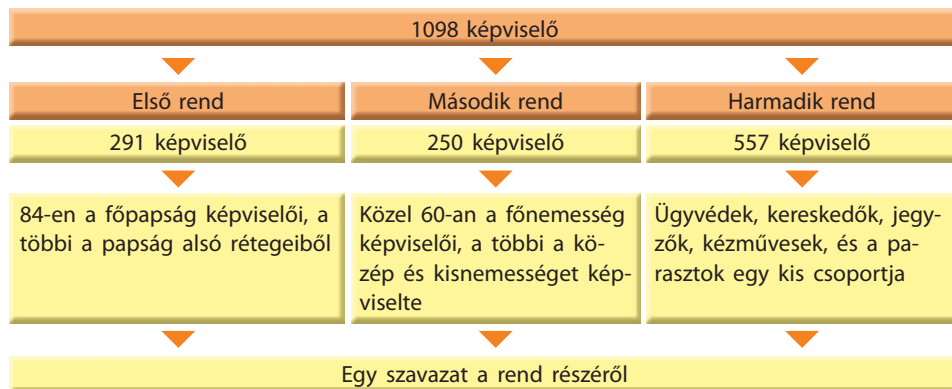 1098 képviselő
Első rend
Második rend
Harmadik rend
291 képviselő
250 képviselő
557 képviselő
84-en a főpapság képviselői, a
többi a papság alsó rétegeiből
Közel 60-an a főnemesség
képviselői, a többi a kö-
zép és kisnemességet kép-
viselte
Ügyvédek, kereskedők, jegy-
zők, kézművesek, és a pa-
rasztok egy kis csoportja
Egy szavazat a rend részéről